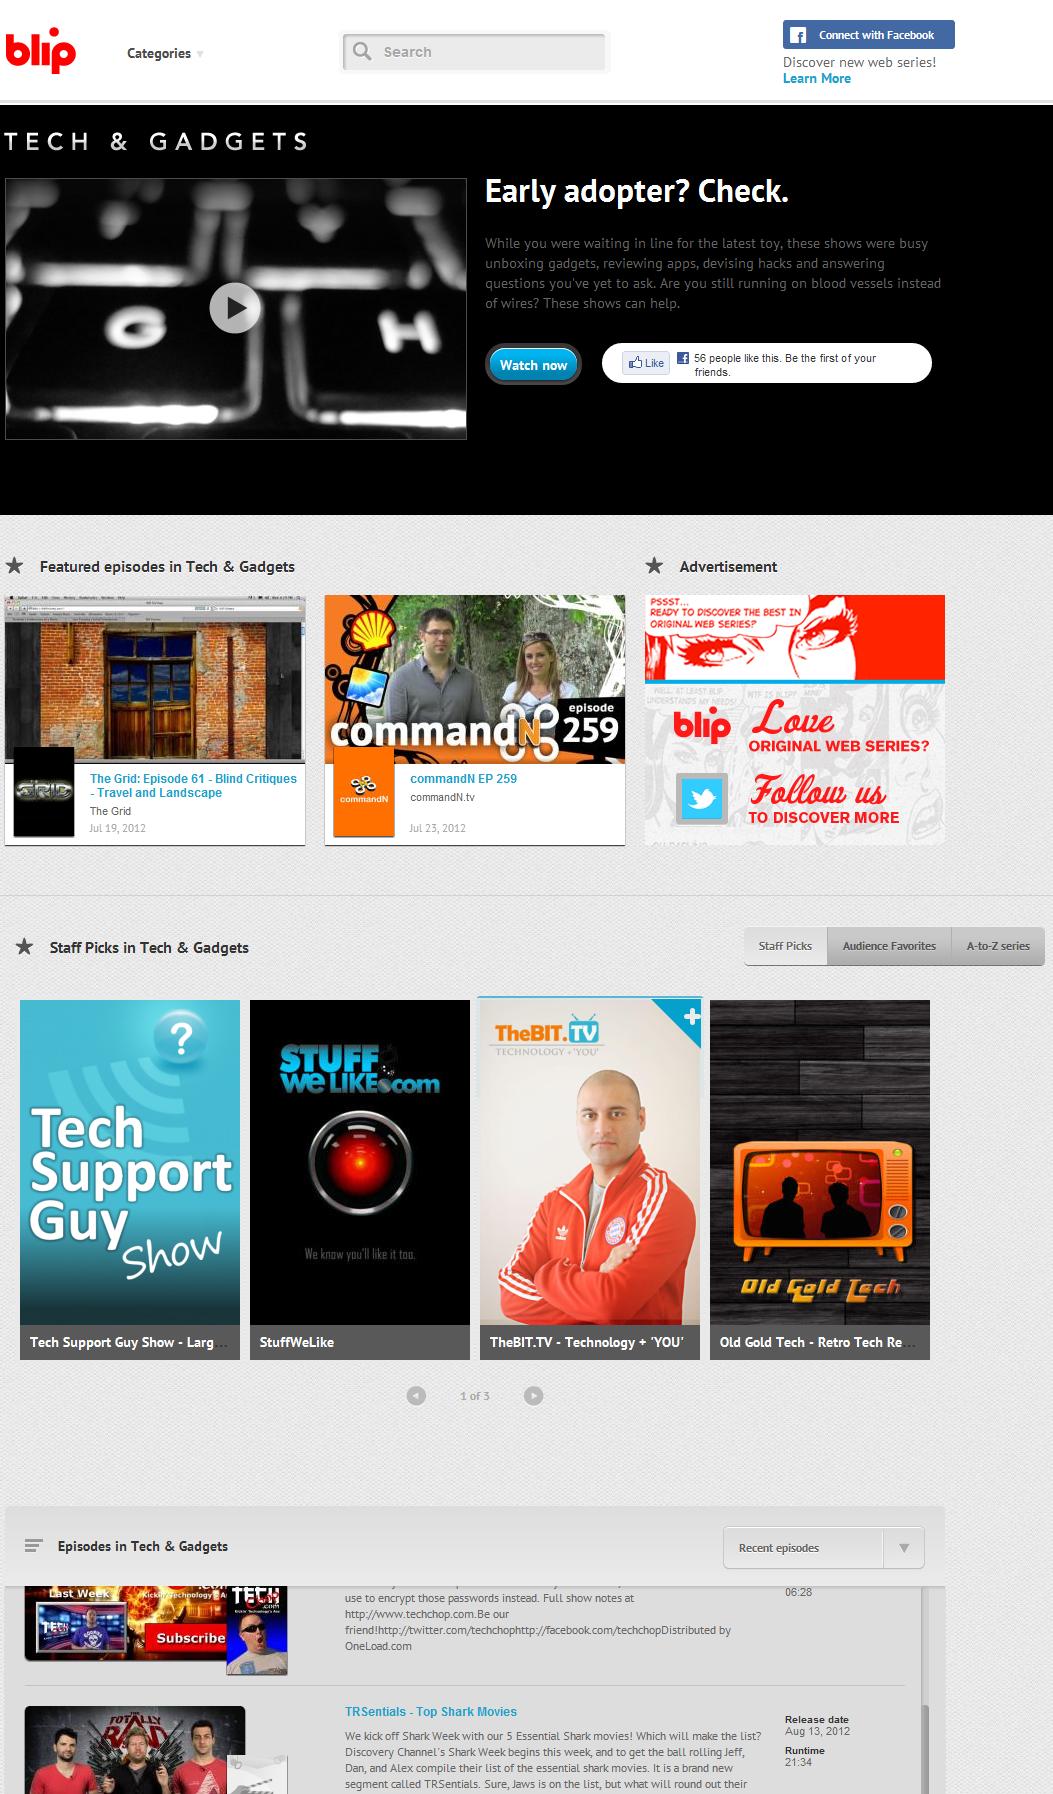 blip
Categories
Search
Connect with Facebook
Discover new web series!
Learn More
TECH & GADGETS
G H
Early adopter? Check.
While you were waiting in line for the latest toy, these shows were busy
unboxing gadgets, reviewing apps, devising hacks and answering
questions you've yet to ask. Are you still running on blood vessels instead
of wires? These shows can help.
Watch now
Like
56 people like this. Be the first of your
friends.
Featured episodes in Tech & Gadgets
Advertisement
commandN
episode
259
GRID
The Grid: Episode 61 - Blind Critiques
- Travel and Landscape
The Grid
Jul 19, 2012
commandN
commandN EP 259
commandN.tv
Jul 23, 2012
PSSST...
READY TO DISCOVER THE BEST IN
ORIGINAL WEB SERIES?
WELL, AT LEAST BLIP
UNDERSTANDS MY NEEDS!
blip
Love
ORIGINAL WEB SERIES?
Follow us
TO DISCOVER MORE
Staff Picks in Tech & Gadgets
Staff Picks
Audience Favorites
A-to-Z series
?
Tech
Support
Guy
Show
Tech Support Guy Show - Larg...
STUFF
WE LIKE.com
We know you'll like it too.
StuffWeLike
TheBIT.TV
TECHNOLOGY + 'YOU'
TheBIT.TV - Technology + 'YOU'
Old Gold Tech
Old Gold Tech - Retro Tech Re...
1 of 3
Episodes in Tech & Gadgets
Recent episodes
Last Week
Subscribe
TECH
.com
use to encrypt those passwords instead. Full show notes at
http://www.techchop.com.Be our
friend!http://twitter.com/techchophttp://facebook.com/techchopDistributed by
OneLoad.com
06:28
THE
TOTALLY
RAD
TRSentials - Top Shark Movies
We kick off Shark Week with our 5 Essential Shark movies! Which will make the list?
Discovery Channel's Shark Week begins this week, and to get the ball rolling Jeff,
Dan, and Alex compile their list of the essential shark movies. It is a brand new
segment called TRSentials. Sure, Jaws is on the list, but what will round out their
Release date
Aug 13, 2012
Runtime
21:34